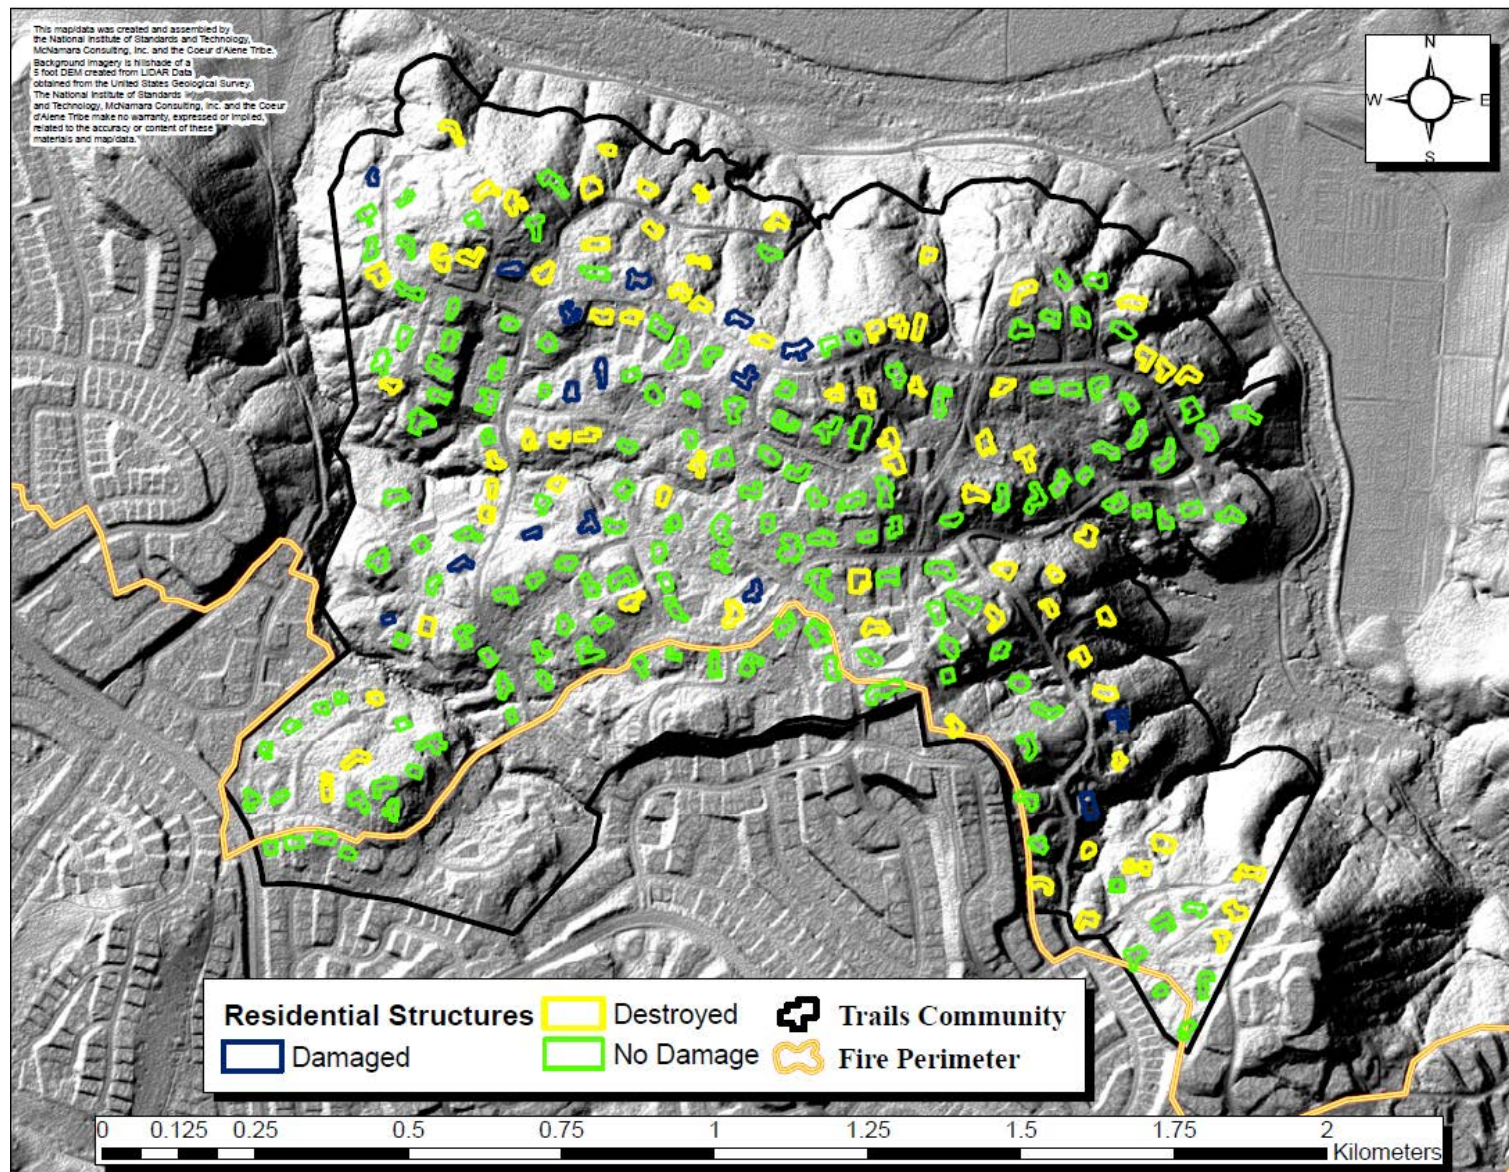 This map/data was created and assembled by
the National Institute of Standards and Technology,
McNamara Consulting, Inc. and the Coeur d'Alene Tribe.
Background imagery is hillshade of a
5 foot DEM created from LIDAR Data
obtained from the United States Geological Survey.
The National Institute of Standards
and Technology, McNamara Consulting, Inc. and the Coeur
d'Alene Tribe make no warranty, expressed or implied,
related to the accuracy or content of these
materials and map/data.
N
W E
S
Residential Structures
Damaged
Destroyed
No Damage
Trails Community
Fire Perimeter
0 0.125 0.25 0.5 0.75 1 1.25 1.5 1.75 2
Kilometers